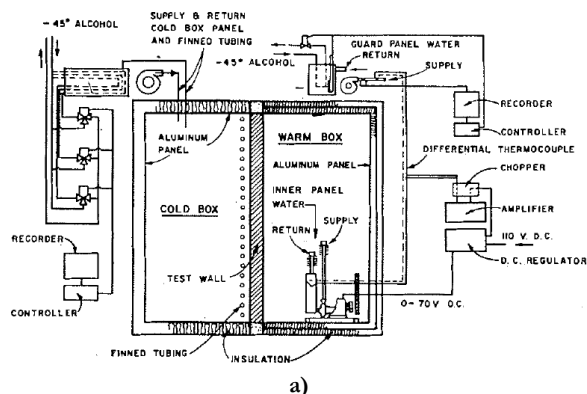 -45° ALCOHOL
SUPPLY & RETURN
COLD BOX PANEL
AND FINNED TUBING
-45° ALCOHOL
GUARD PANEL WATER
RETURN
SUPPLY
RECORDER
CONTROLLER
DIFFERENTIAL
THERMOCOUPLE
CHOPPER
AMPLIFIER
110 V. D.C.
D.C. REGULATOR
0-70V D.C.
ALUMINUM
PANEL
WARM BOX
ALUMINUM PANEL
INNER PANEL
WATER
RETURN
SUPPLY
COLD BOX
TEST WALL
RECORDER
CONTROLLER
FINNED TUBING
INSULATION
a)